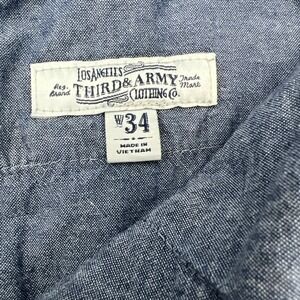 LOS ANGELES
Reg. Brand THIRD & ARMY Trade Mark
CLOTHING CO.
W 34
MADE IN
VIETNAM